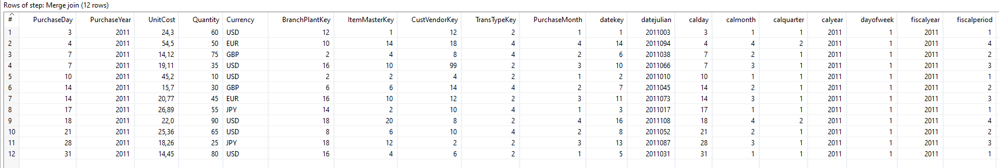 Rows of step: Merge join (12 rows)
# PurchaseDay PurchaseYear UnitCost Quantity Currency BranchPlantKey ItemMasterKey CustVendorKey TransTypeKey PurchaseMonth datekey datejulian calday calmonth calquarter calyear dayofweek fiscalyear fiscalperiod
1 3 2011 24,3 60 USD 12 1 12 2 1 1 2011003 3 1 1 2011 1 2011 1
2 4 2011 54,5 50 EUR 10 14 18 4 4 14 2011094 4 4 2 2011 1 2011 4
3 7 2011 14,12 75 GBP 2 4 8 4 2 6 2011038 7 2 1 2011 1 2011 2
4 7 2011 19,11 35 USD 16 10 99 2 3 10 2011066 7 3 1 2011 1 2011 3
5 10 2011 45,2 10 USD 2 2 4 2 1 2 2011010 10 1 1 2011 1 2011 1
6 14 2011 15,7 30 GBP 6 6 14 4 2 7 2011045 14 2 1 2011 1 2011 2
7 14 2011 20,77 45 EUR 16 10 12 2 3 11 2011073 14 3 1 2011 1 2011 3
8 17 2011 26,89 55 JPY 14 2 10 4 1 3 2011017 17 1 1 2011 1 2011 1
9 18 2011 22,0 90 USD 18 20 8 2 4 16 2011108 18 4 2 2011 1 2011 4
10 21 2011 25,36 65 USD 8 6 10 4 2 8 2011052 21 2 1 2011 1 2011 2
11 28 2011 18,26 25 JPY 18 12 2 2 3 13 2011087 28 3 1 2011 1 2011 3
12 31 2011 14,45 80 USD 16 4 6 2 1 5 2011031 31 1 1 2011 1 2011 1